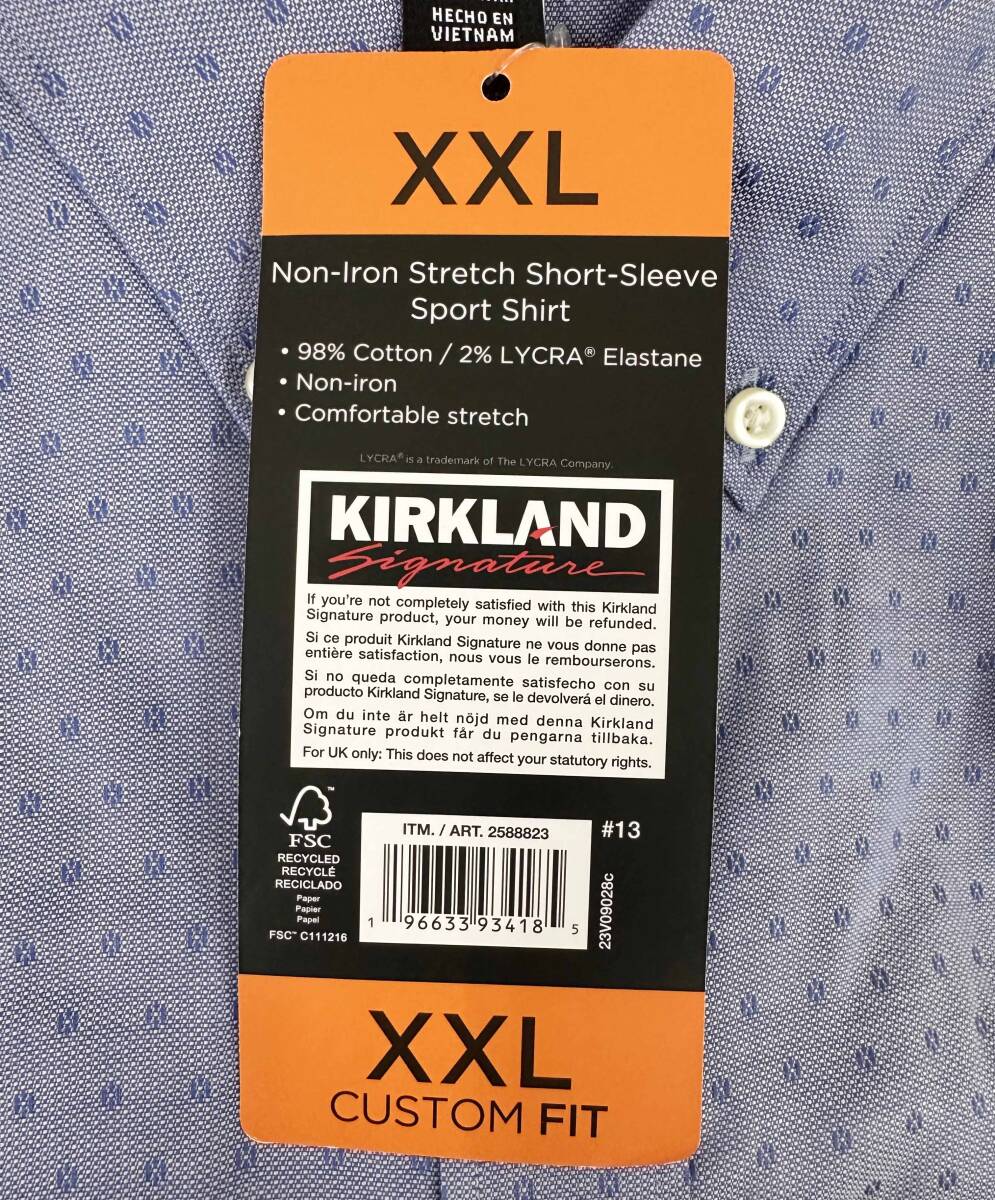 HECHO EN
VIETNAM
XXL
Non-Iron Stretch Short-Sleeve
Sport Shirt
• 98% Cotton / 2% LYCRA® Elastane
• Non-iron
• Comfortable stretch
LYCRA® is a trademark of The LYCRA Company.
KIRKLAND
Signature
If you're not completely satisfied with this Kirkland
Signature product, your money will be refunded.
Si ce produit Kirkland Signature ne vous donne pas
entière satisfaction, nous vous le rembourserons.
Si no queda completamente satisfecho con su
producto Kirkland Signature, se le devolverá el dinero.
Om du inte är helt nöjd med denna Kirkland
Signature produkt får du pengarna tillbaka.
For UK only: This does not affect your statutory rights.
FSC™
RECYCLED
RECYCLÉ
RECICLADO
Paper
Papier
Papel
FSC™ C111216
ITM. / ART. 2588823
1 96633 93418 5
#13
23V09028c
XXL
CUSTOM FIT